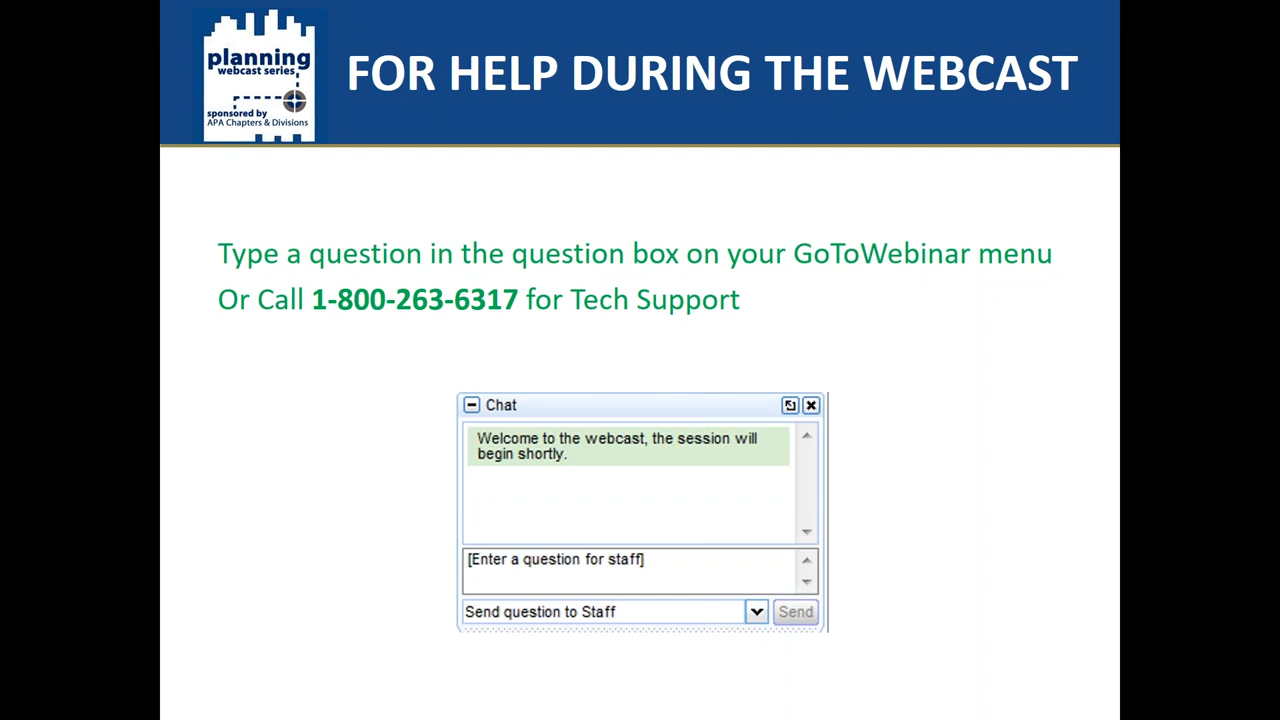 planning
webcast series
sponsored by
APA Chapters & Divisions
FOR HELP DURING THE WEBCAST
Type a question in the question box on your GoToWebinar menu
Or Call 1-800-263-6317 for Tech Support
Chat
Welcome to the webcast, the session will
begin shortly.
[Enter a question for staff]
Send question to Staff
Send